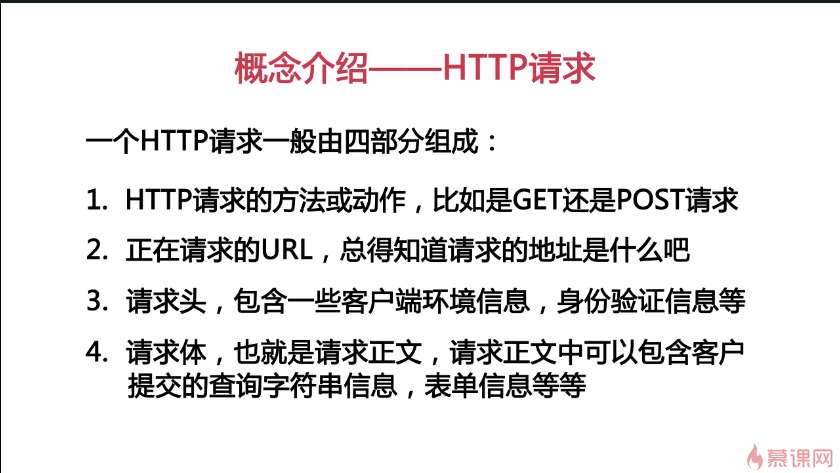 概念介绍——HTTP请求
一个HTTP请求一般由四部分组成：
1. HTTP请求的方法或动作，比如是GET还是POST请求
2. 正在请求的URL，总得知道请求的地址是什么吧
3. 请求头，包含一些客户端环境信息，身份验证信息等
4. 请求体，也就是请求正文，请求正文中可以包含客户
提交的查询字符串信息，表单信息等等
慕课网